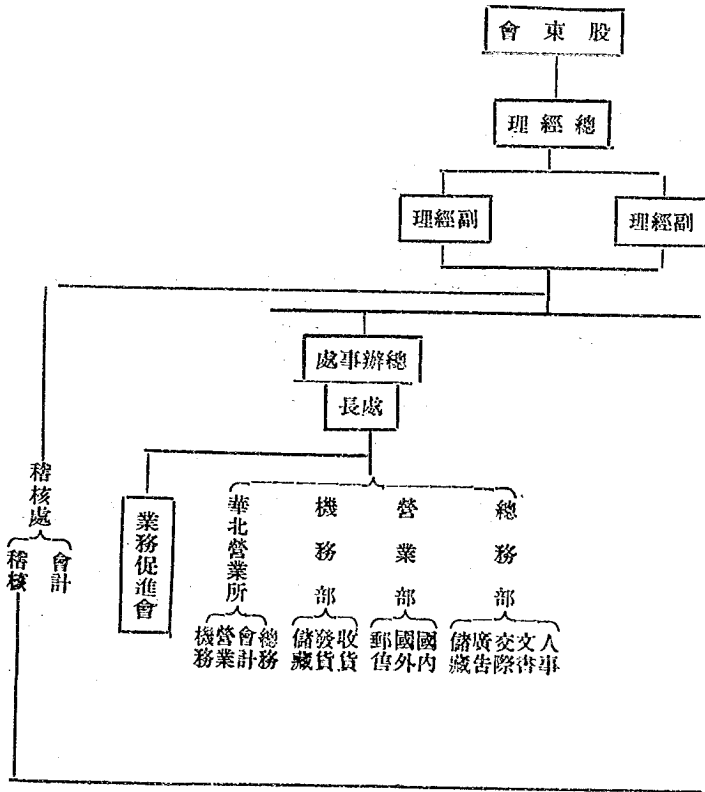 股東會
總經理
副經理
副經理
總辦事處
處長
總務部
人事
文書
交際
廣告
儲藏
營業部
國內
國外
郵售
機務部
收貨
發貨
儲藏
華北營業所
總務
會計
營業
機務
業務促進會
稽核處
會計
稽核